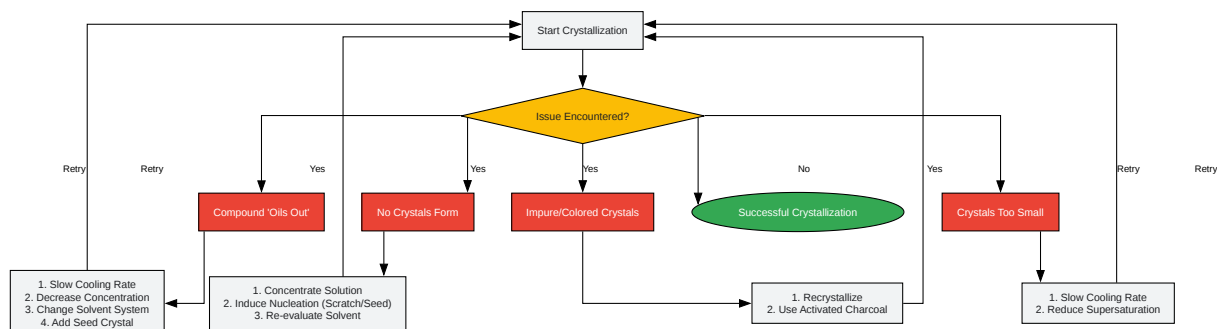 Start Crystallization
Issue Encountered?
Retry
Retry
Yes
Yes
Yes
No
Yes
Retry
Retry
Compound 'Oils Out'
No Crystals Form
Impure/Colored Crystals
Successful Crystallization
Crystals Too Small
1. Slow Cooling Rate
2. Decrease Concentration
3. Change Solvent System
4. Add Seed Crystal
1. Concentrate Solution
2. Induce Nucleation (Scratch/Seed)
3. Re-evaluate Solvent
1. Recrystallize
2. Use Activated Charcoal
1. Slow Cooling Rate
2. Reduce Supersaturation